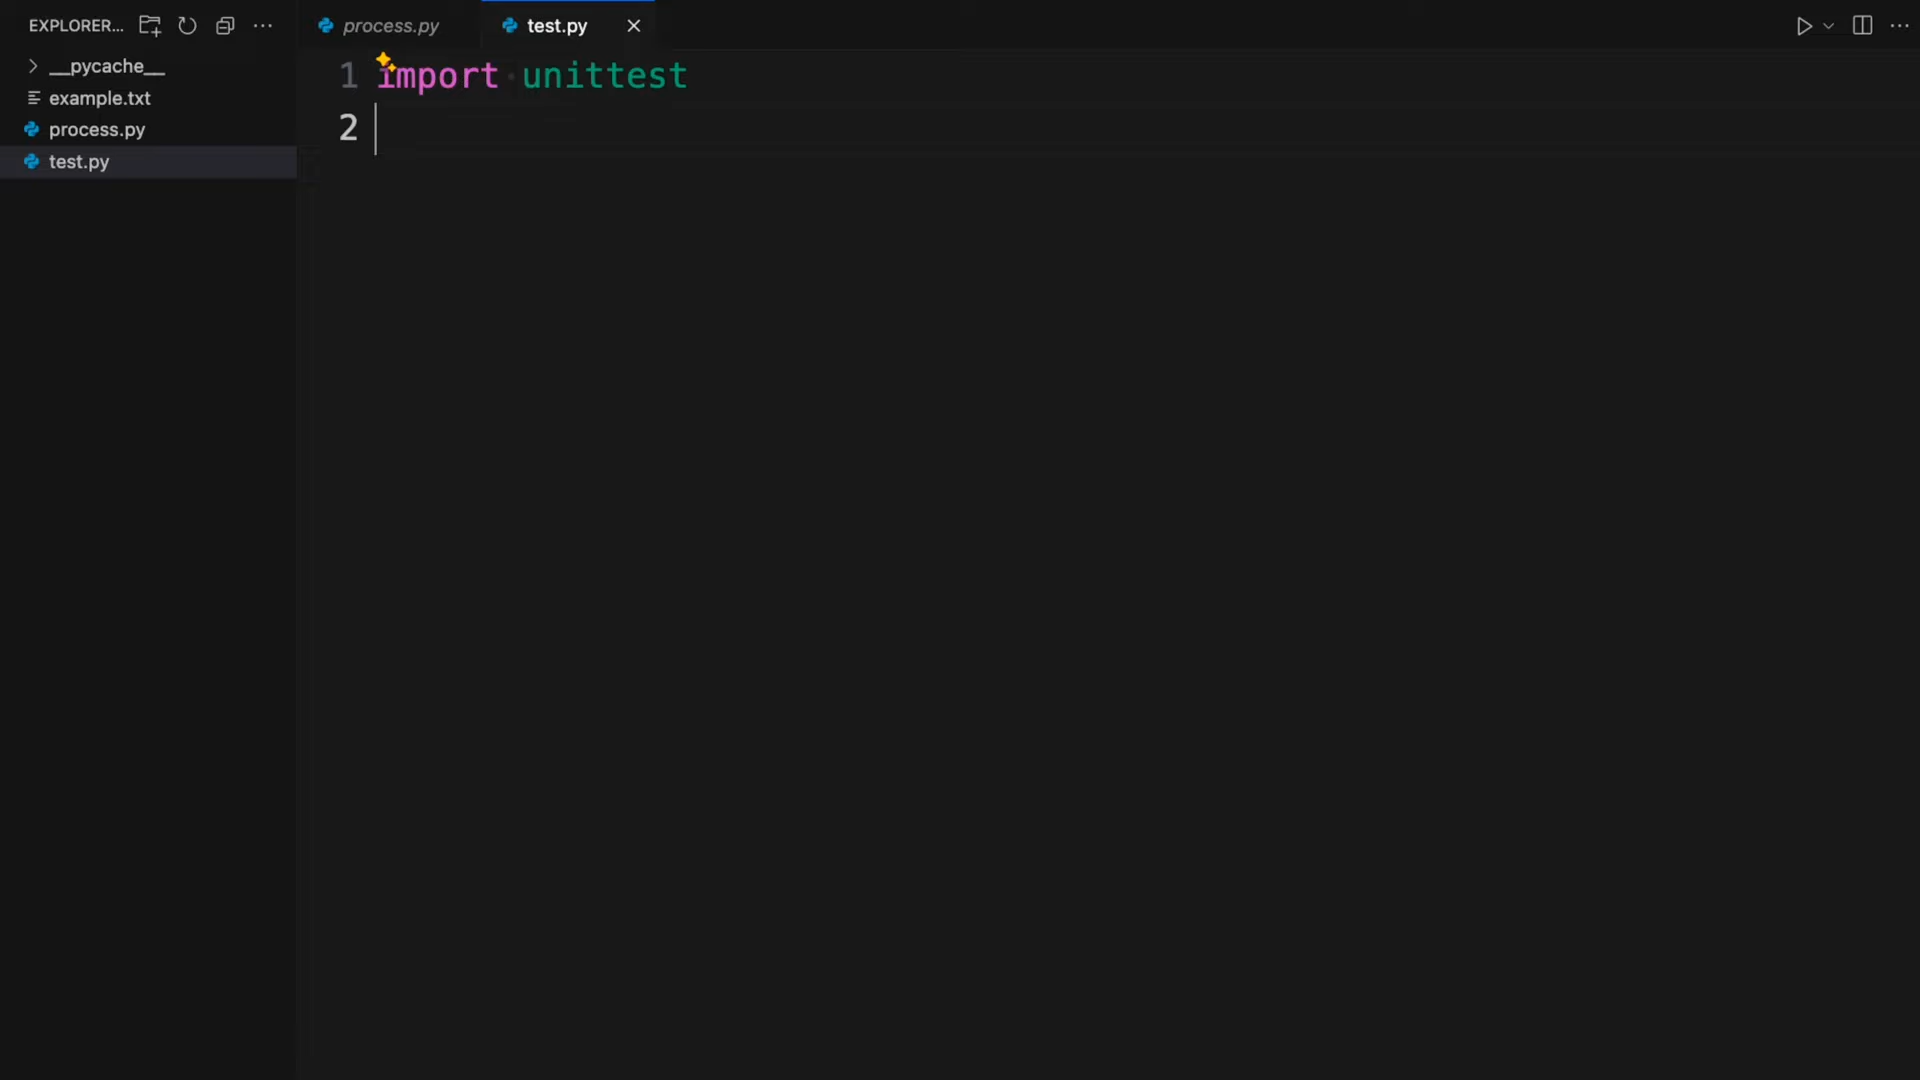 EXPLORER...
__pycache__
example.txt
process.py
test.py
process.py
test.py
1 import unittest
2